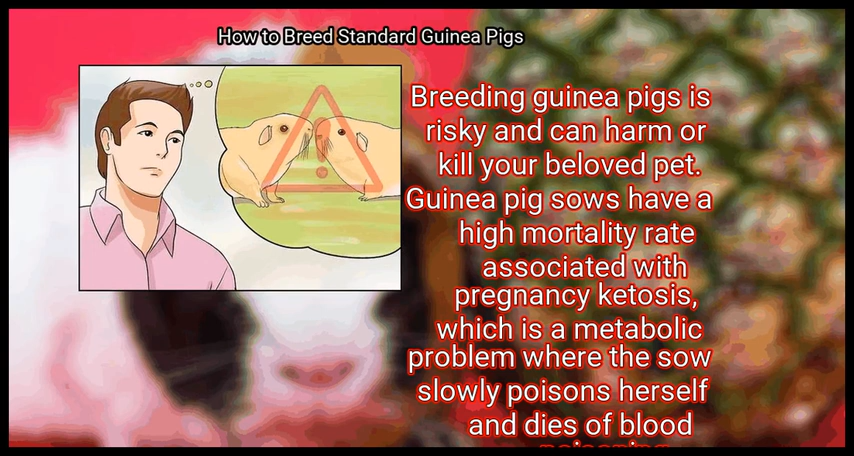 How to Breed Standard Guinea Pigs
Breeding guinea pigs is
risky and can harm or
kill your beloved pet.
Guinea pig sows have a
high mortality rate
associated with
pregnancy ketosis,
which is a metabolic
problem where the sow
slowly poisons herself
and dies of blood